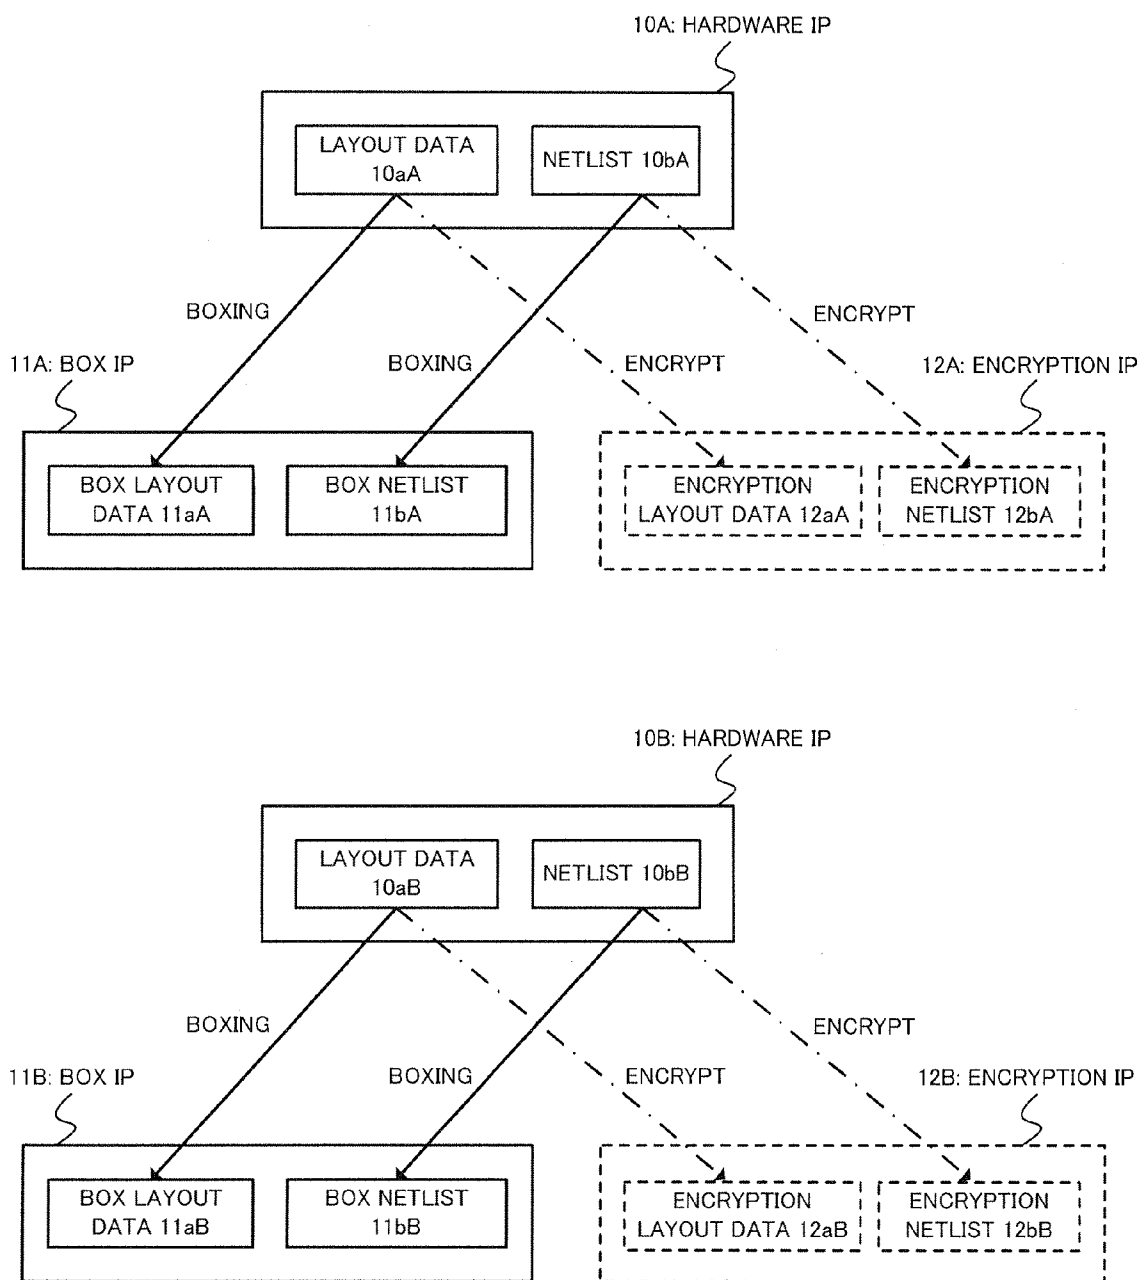 10A: HARDWARE IP
LAYOUT DATA
10aA
NETLIST 10bA
BOXING
ENCRYPT
BOXING
ENCRYPT
11A: BOX IP
12A: ENCRYPTION IP
BOX LAYOUT
DATA 11aA
BOX NETLIST
11bA
ENCRYPTION
LAYOUT DATA 12aA
ENCRYPTION
NETLIST 12bA
10B: HARDWARE IP
LAYOUT DATA
10aB
NETLIST 10bB
BOXING
ENCRYPT
BOXING
ENCRYPT
11B: BOX IP
12B: ENCRYPTION IP
BOX LAYOUT
DATA 11aB
BOX NETLIST
11bB
ENCRYPTION
LAYOUT DATA 12aB
ENCRYPTION
NETLIST 12bB